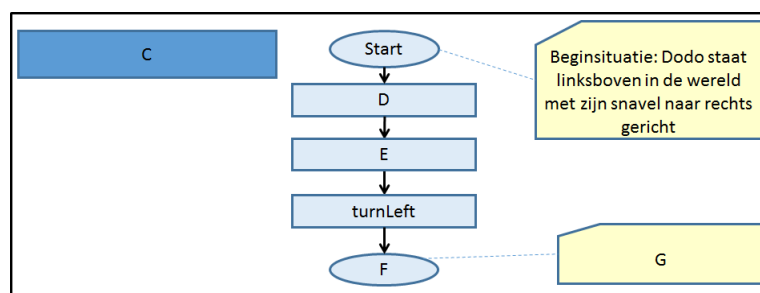 C
Start
Beginsituatie: Dodo staat
linksboven in de wereld
met zijn snavel naar rechts
gericht
D
E
turnLeft
F
G